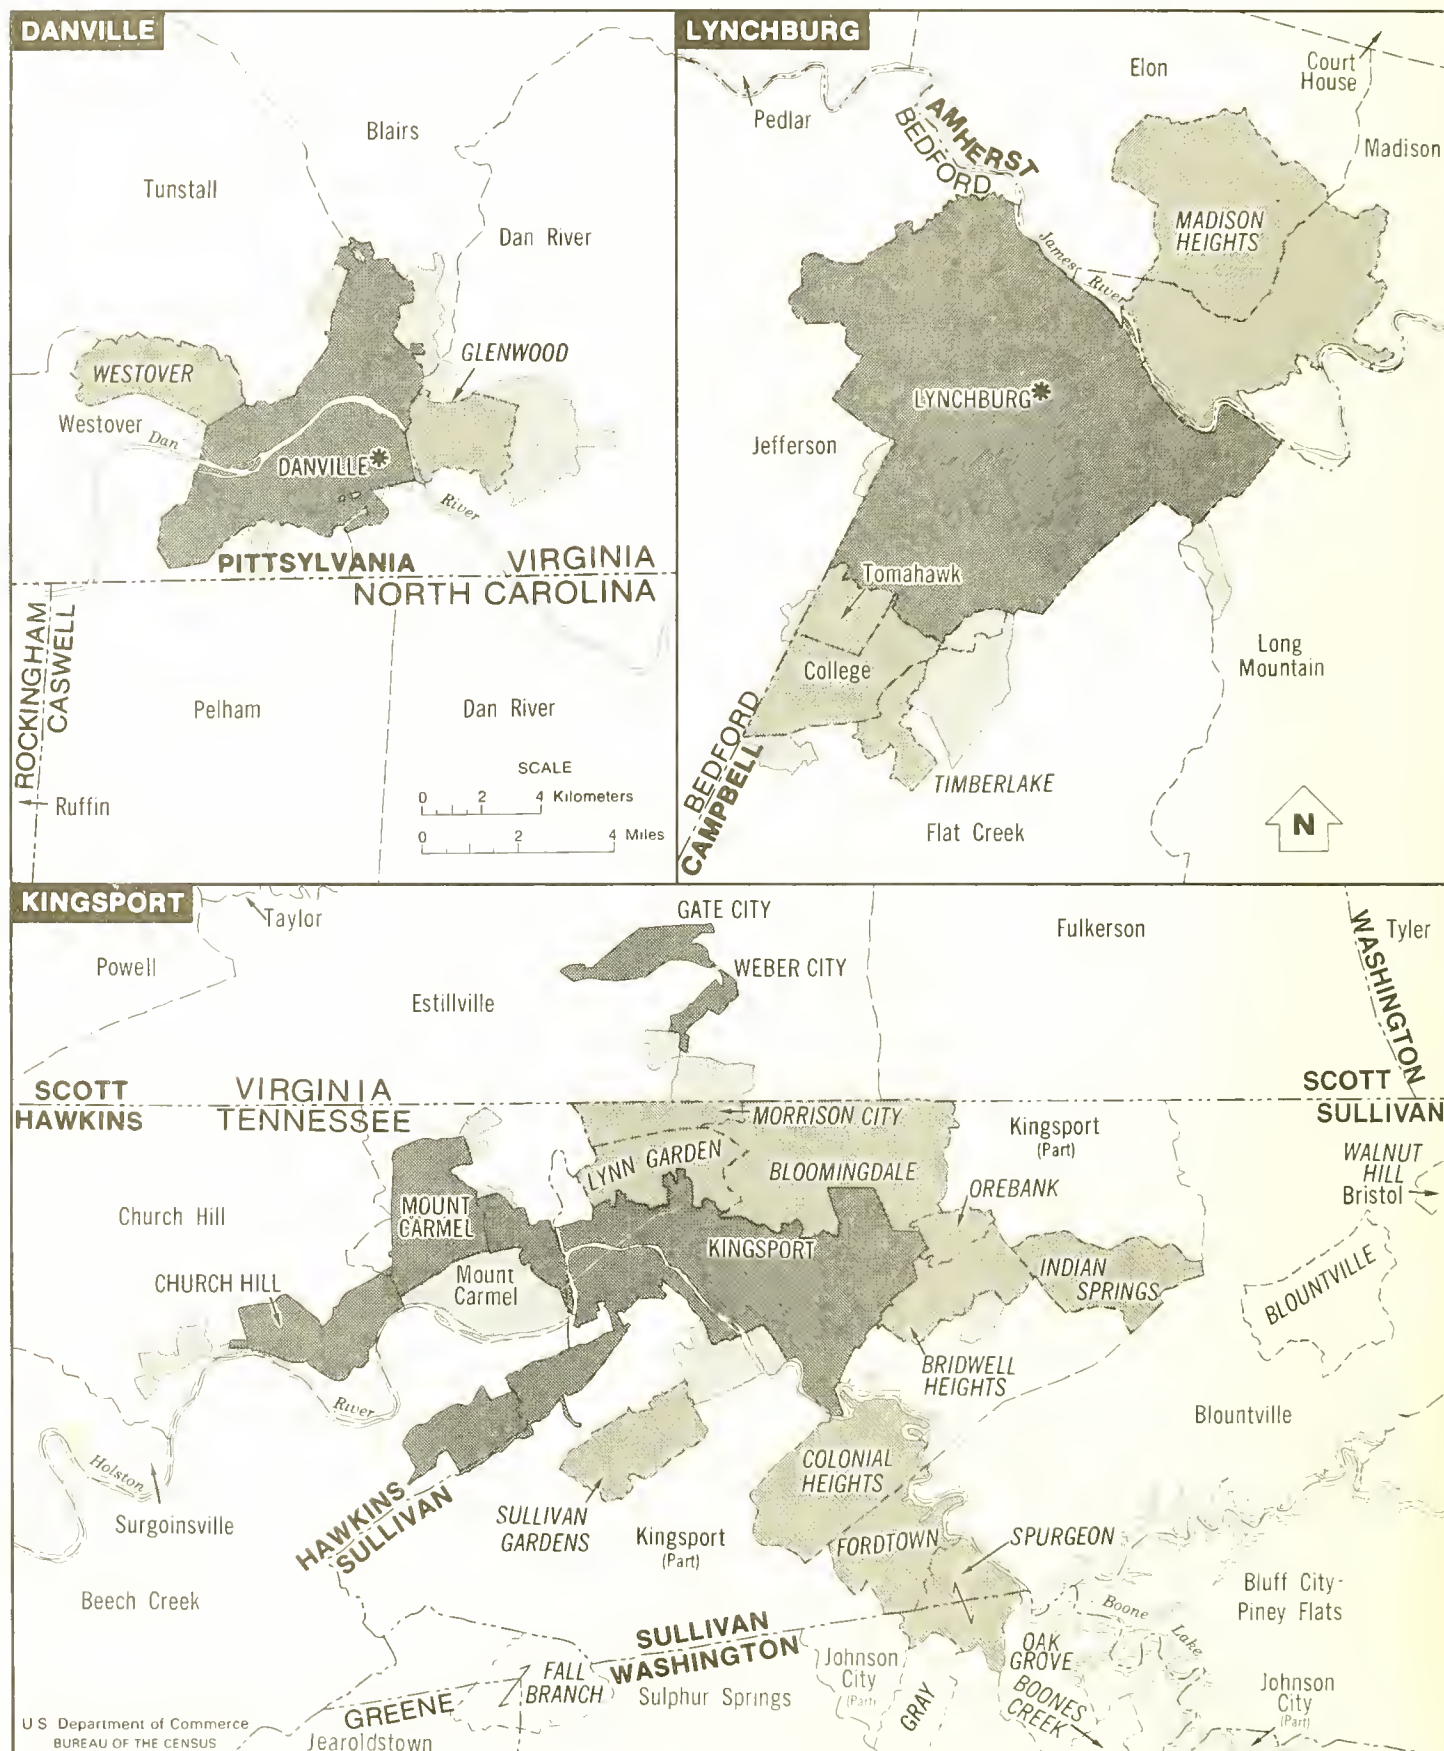 DANVILLE
Blairs
Tunstall
Dan River
GLENWOOD
WESTOVER
Westover
Dan
DANVILLE
River
PITTSYLVANIA
VIRGINIA
NORTH CAROLINA
ROCKINGHAM
CASWELL
Pelham
Dan River
Ruffin
SCALE
0 2 4 Kilometers
0 2 4 Miles
LYNCHBURG
Elon
Court
House
Pedlar
AMHERST
BEDFORD
Madison
MADISON
HEIGHTS
James
River
LYNCHBURG
Jefferson
Tomahawk
College
Long
Mountain
BEDFORD
CAMPBELL
TIMBERLAKE
Flat Creek
N
KINGSPORT
Taylor
Powell
GATE CITY
WEBER CITY
Estillville
Fulkerson
Tyler
WASHINGTON
SCOTT
VIRGINIA
SCOTT
HAWKINS
TENNESSEE
SULLIVAN
MORRISON CITY
LYNN GARDEN
BLOOMINGDALE
Kingsport
(Part)
OREBANK
WALNUT
HILL
Bristol
Church Hill
MOUNT
CARMEL
KINGSPORT
CHURCH HILL
Mount
Carmel
INDIAN
SPRINGS
BLOUNTVILLE
BRIDWELL
HEIGHTS
River
Holston
Blountville
COLONIAL
HEIGHTS
Surgoinsville
HAWKINS
SULLIVAN
SULLIVAN
GARDENS
Kingsport
(Part)
FORDTOWN
SPURGEON
Beech Creek
Bluff City-
Piney Flats
Boone
Lake
SULLIVAN
WASHINGTON
FALL
BRANCH
Sulphur Springs
Johnson
City
(Part)
GRAY
OAK
GROVE
BOONES
CREEK
Johnson
City
(Part)
GREENE
Jearoldstown
U S Department of Commerce
BUREAU OF THE CENSUS